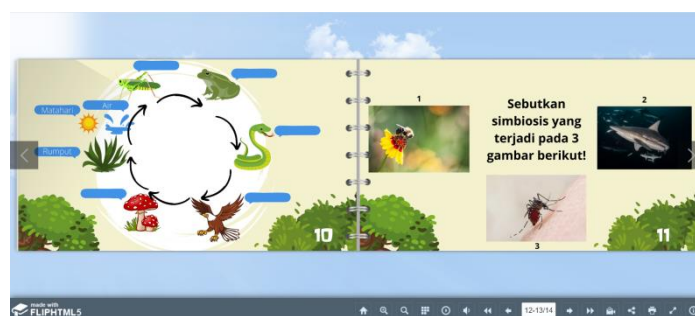 Matahari
Air
Rumput
10
1
Sebutkan
simbiosis yang
terjadi pada 3
gambar berikut!
2
3
11
made with
FLIPHTML5
12-13/14